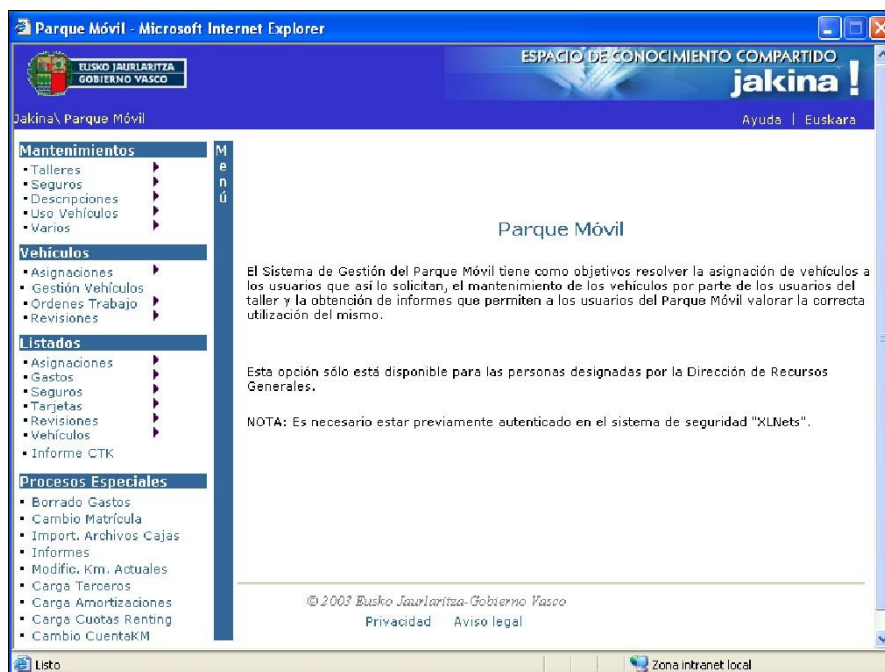 Parque Móvil - Microsoft Internet Explorer
EUSKO JAURLARITZA
GOBIERNO VASCO
ESPACIO DE CONOCIMIENTO COMPARTIDO
jakina!
Jakina\ Parque Móvil
Ayuda | Euskara
Menú
Mantenimientos
Talleres
Seguros
Descripciones
Uso Vehículos
Varios
Vehículos
Asignaciones
Gestión Vehículos
Ordenes Trabajo
Revisiones
Listados
Asignaciones
Gastos
Seguros
Tarjetas
Revisiones
Vehículos
Informe CTK
Procesos Especiales
Borrado Gastos
Cambio Matrícula
Import. Archivos Cajas
Informes
Modific. Km. Actuales
Carga Terceros
Carga Amortizaciones
Carga Cuotas Renting
Cambio CuentaKM
Parque Móvil
El Sistema de Gestión del Parque Móvil tiene como objetivos resolver la asignación de vehículos a
los usuarios que así lo solicitan, el mantenimiento de los vehículos por parte de los usuarios del
taller y la obtención de informes que permiten a los usuarios del Parque Móvil valorar la correcta
utilización del mismo.
Esta opción sólo está disponible para las personas designadas por la Dirección de Recursos
Generales.
NOTA: Es necesario estar previamente autenticado en el sistema de seguridad "XLNets".
© 2003 Eusko Jaurlaritza-Gobierno Vasco
Privacidad Aviso legal
Listo
Zona intranet local